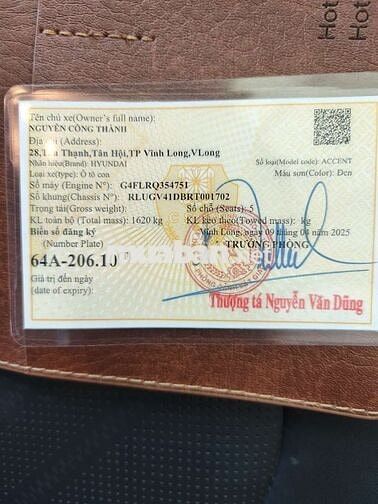 Hot
Hot
Tên chủ xe(Owner's full name):
NGUYỄN CÔNG THÀNH
Địa chỉ (Address):
28, Thạnh,Tân Hội,TP Vĩnh Long,VLong
Nhãn hiệu(Brand): HYUNDAI
Số loại(Model code): ACCENT
Loại xe(type): Ô tô con
Màu sơn(Color): Đen
Số máy (Engine Nº): G4FLRQ354751
Số khung(Chassis Nº): RLUGV41DBRT001702
Trọng tải(Gross weight):
Số chỗ (Seats): 5
KL toàn bộ (Total mass): 1620 kg
KL kéo theo(Towed mass): kg
Biển số đăng ký
Vĩnh Long, ngày 09 tháng 04 năm 2025
(Number Plate)
TRƯỞNG PHÒNG
64A-206.10
Giá trị đến ngày
(date of expiry):
Thượng tá Nguyễn Văn Dũng